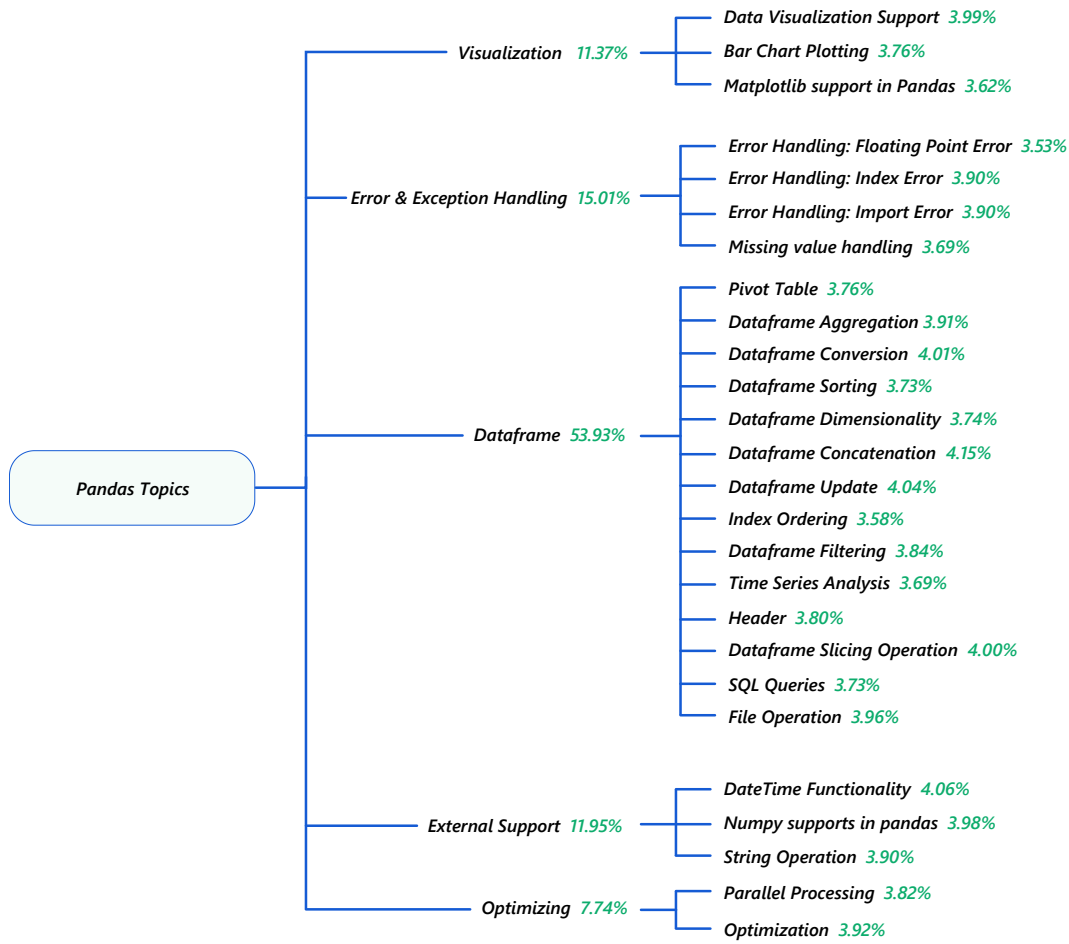 Pandas Topics
Visualization 11.37%
Data Visualization Support 3.99%
Bar Chart Plotting 3.76%
Matplotlib support in Pandas 3.62%
Error & Exception Handling 15.01%
Error Handling: Floating Point Error 3.53%
Error Handling: Index Error 3.90%
Error Handling: Import Error 3.90%
Missing value handling 3.69%
Dataframe 53.93%
Pivot Table 3.76%
Dataframe Aggregation 3.91%
Dataframe Conversion 4.01%
Dataframe Sorting 3.73%
Dataframe Dimensionality 3.74%
Dataframe Concatenation 4.15%
Dataframe Update 4.04%
Index Ordering 3.58%
Dataframe Filtering 3.84%
Time Series Analysis 3.69%
Header 3.80%
Dataframe Slicing Operation 4.00%
SQL Queries 3.73%
File Operation 3.96%
External Support 11.95%
DateTime Functionality 4.06%
Numpy supports in pandas 3.98%
String Operation 3.90%
Optimizing 7.74%
Parallel Processing 3.82%
Optimization 3.92%